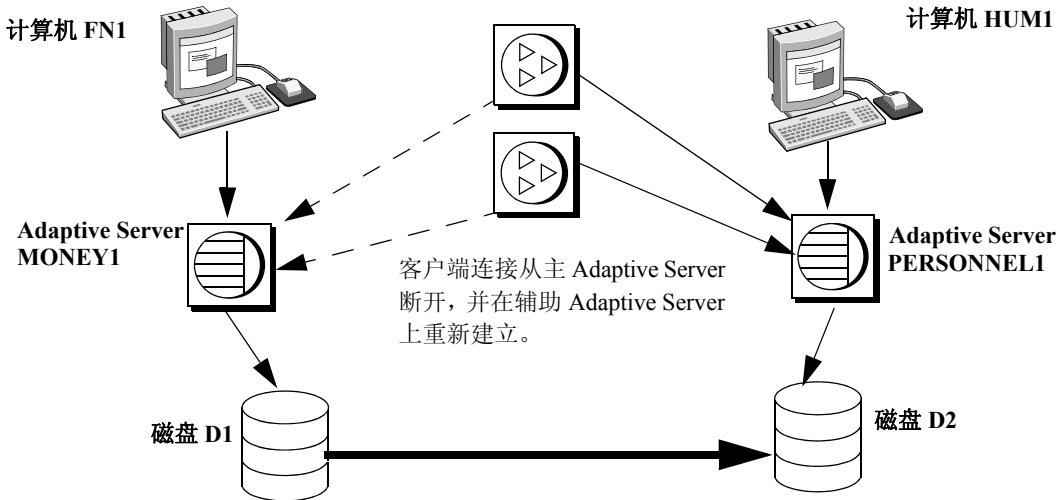 计算机 FN1
计算机 HUM1
Adaptive Server
MONEY1
Adaptive Server
PERSONNEL1
客户端连接从主 Adaptive Server
断开，并在辅助 Adaptive Server
上重新建立。
磁盘 D1
磁盘 D2